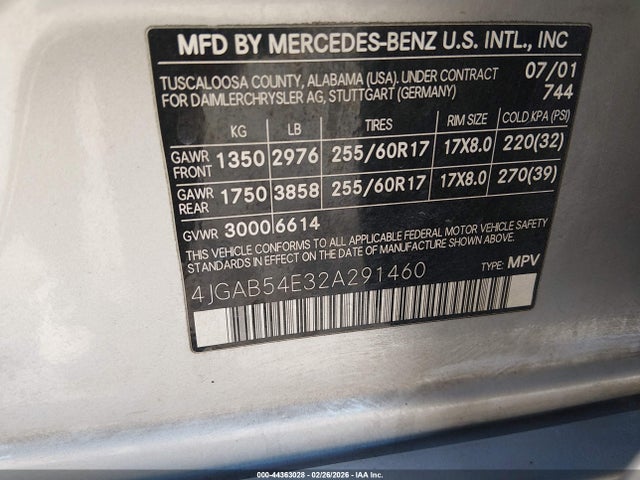 MFD BY MERCEDES-BENZ U.S. INTL., INC
TUSCALOOSA COUNTY, ALABAMA (USA). UNDER CONTRACT 07/01
FOR DAIMLERCHRYSLER AG, STUTTGART (GERMANY) 744
KG LB TIRES RIM SIZE COLD KPA (PSI)
GAWR FRONT 1350 2976 255/60R17 17X8.0 220(32)
GAWR REAR 1750 3858 255/60R17 17X8.0 270(39)
GVWR 3000 6614
THIS VEHICLE CONFORMS TO ALL APPLICABLE FEDERAL MOTOR VEHICLE SAFETY
STANDARDS IN EFFECT ON THE DATE OF MANUFACTURE SHOWN ABOVE.
4JGAB54E32A291460 TYPE: MPV
000-44363028 - 02/26/2026 - IAA Inc.